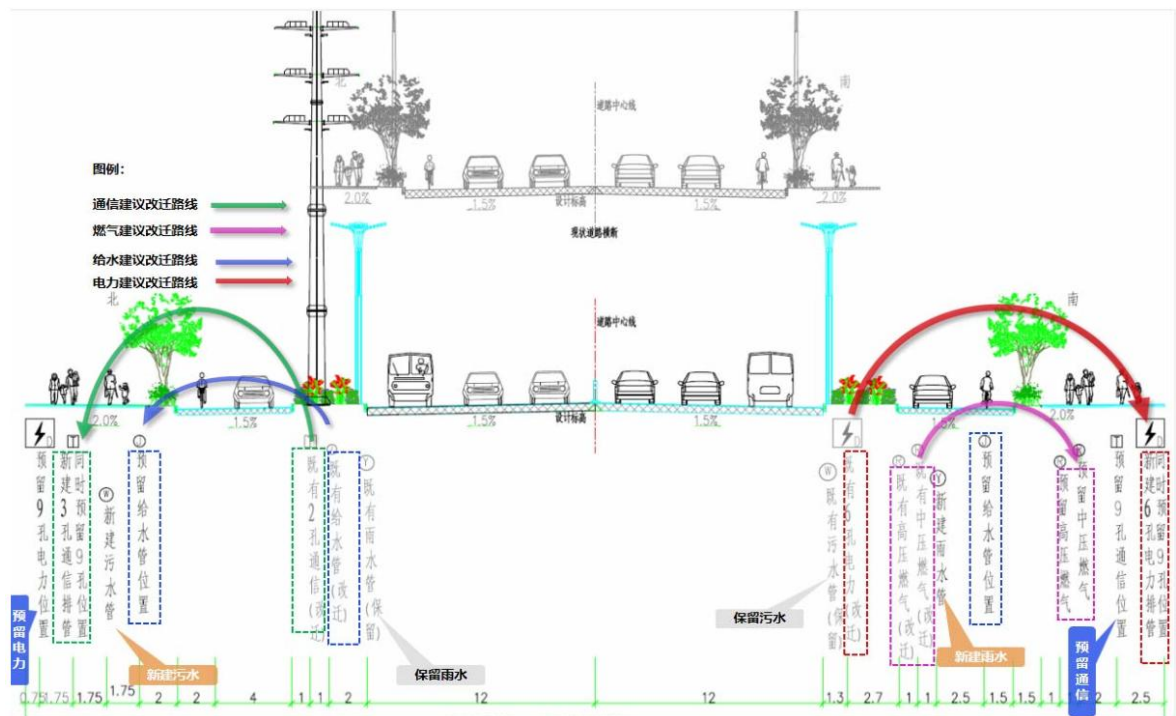 北
南
道路中心线
图例:
2.0%
1.5%
设计标高
1.5%
2.0%
通信建议改迁路线
现状道路横断
燃气建议改迁路线
给水建议改迁路线
电力建议改迁路线
北
南
道路中心线
2.0%
1.5%
1.5%
设计标高
1.5%
1.5%
2.0%
D
预留9孔电力位置
T
新建3孔通信排管
同时预留9孔位置
W
新建污水管
J
预留给水管位置
既有2孔通信(改迁)
既有给水管(改迁)
Y
既有雨水管(保留)
W
既有污水管(保留)
D
既有6孔电力(改迁)
R
既有高压燃气(改迁)
既有中压燃气(改迁)
Y
新建雨水管
J
预留给水管位置
R
预留高压燃气
预留中压燃气
T
预留9孔通信位置
D
新建6孔电力排管
同时预留9孔位置
预留电力
新建污水
保留雨水
保留污水
新建雨水
预留通信
0.75
1.75
1.75
1.75
2
2
4
1
1
2
12
12
1.3
2.7
1
1
2.5
1.5
1.5
1
2
2.5